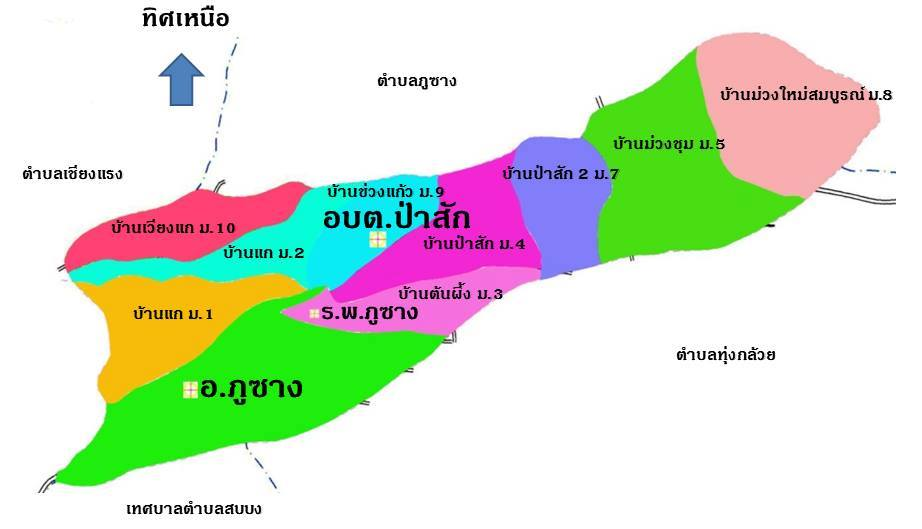 ทิศเหนือ
ตำบลภูซาง
บ้านม่วงใหม่สมบูรณ์ ม.8
บ้านม่วงชุม ม.5
ตำบลเชียงแรง
บ้านป่าสัก 2 ม.7
บ้านช่วงแก้ว ม.9
อบต.ป่าสัก
บ้านเวียงแก ม.10
บ้านแก ม.2
บ้านป่าสัก ม.4
บ้านต้นผึ้ง ม.3
บ้านแก ม.1
ร.พ.ภูซาง
ตำบลทุ่งกล้วย
อ.ภูซาง
เทศบาลตำบลสบบง